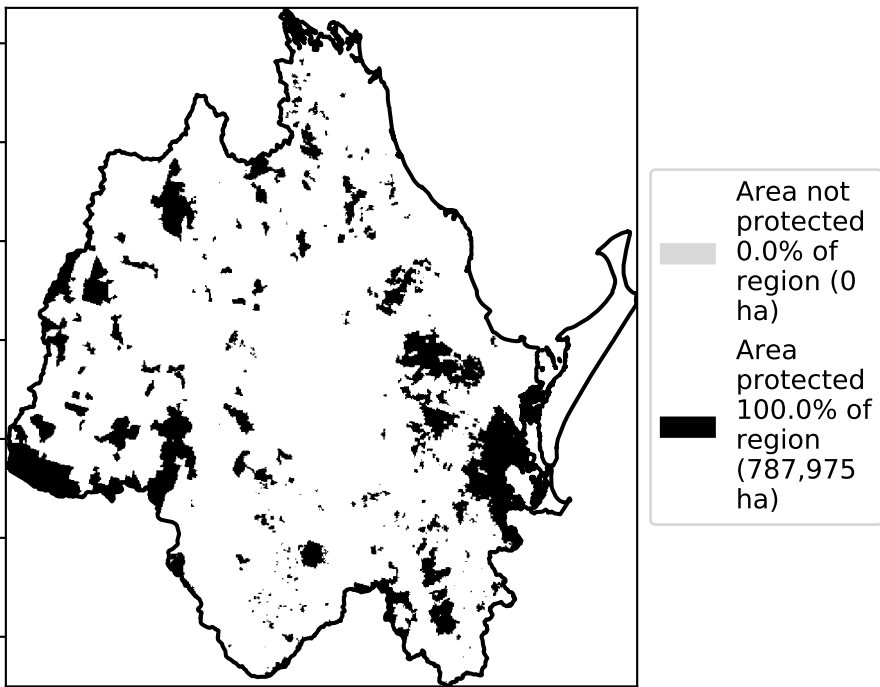 Area not
protected
0.0% of
region (0
ha)
Area
protected
100.0% of
region
(787,975
ha)